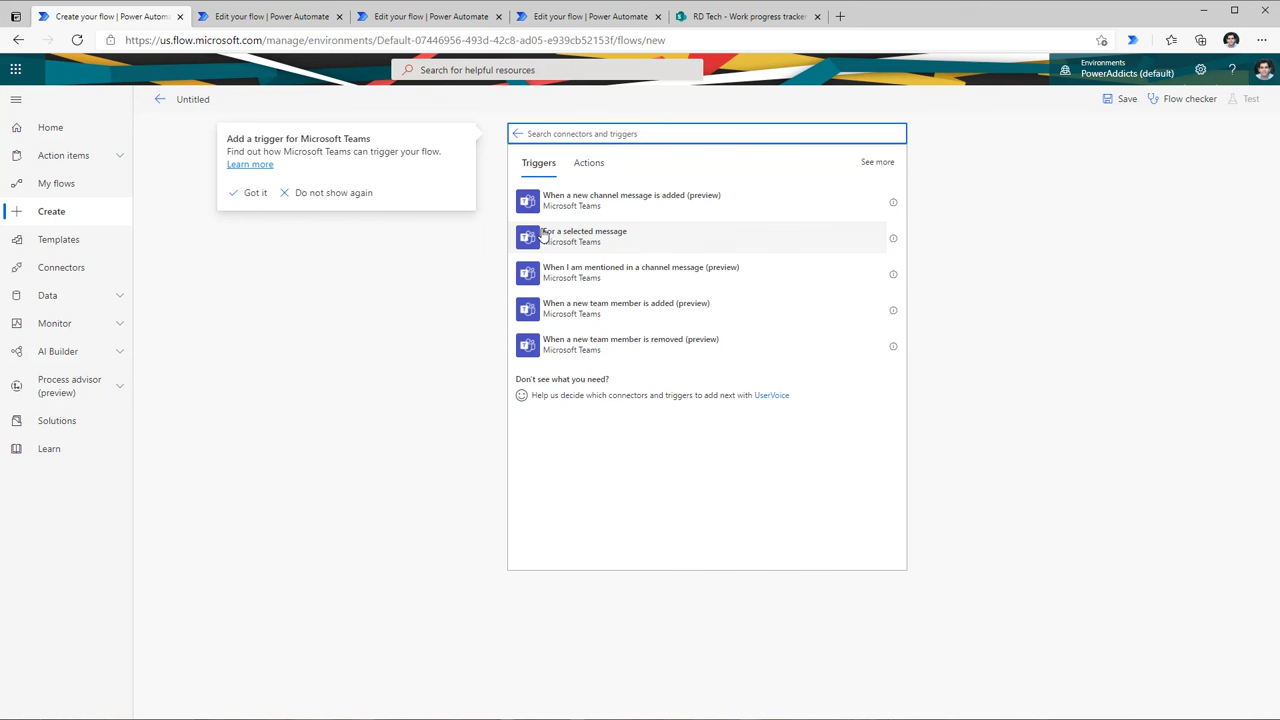 Create your flow | Power Automate
Edit your flow | Power Automate
Edit your flow | Power Automate
Edit your flow | Power Automate
RD Tech - Work progress tracker
https://us.flow.microsoft.com/manage/environments/Default-07446956-493d-42c8-ad05-e939cb52153f/flows/new
Search for helpful resources
Environments
PowerAddicts (default)
Untitled
Save
Flow checker
Test
Home
Action items
My flows
Create
Templates
Connectors
Data
Monitor
AI Builder
Process advisor
(preview)
Solutions
Learn
Add a trigger for Microsoft Teams
Find out how Microsoft Teams can trigger your flow.
Learn more
Got it
Do not show again
Search connectors and triggers
Triggers
Actions
See more
When a new channel message is added (preview)
Microsoft Teams
For a selected message
Microsoft Teams
When I am mentioned in a channel message (preview)
Microsoft Teams
When a new team member is added (preview)
Microsoft Teams
When a new team member is removed (preview)
Microsoft Teams
Don't see what you need?
Help us decide which connectors and triggers to add next with UserVoice